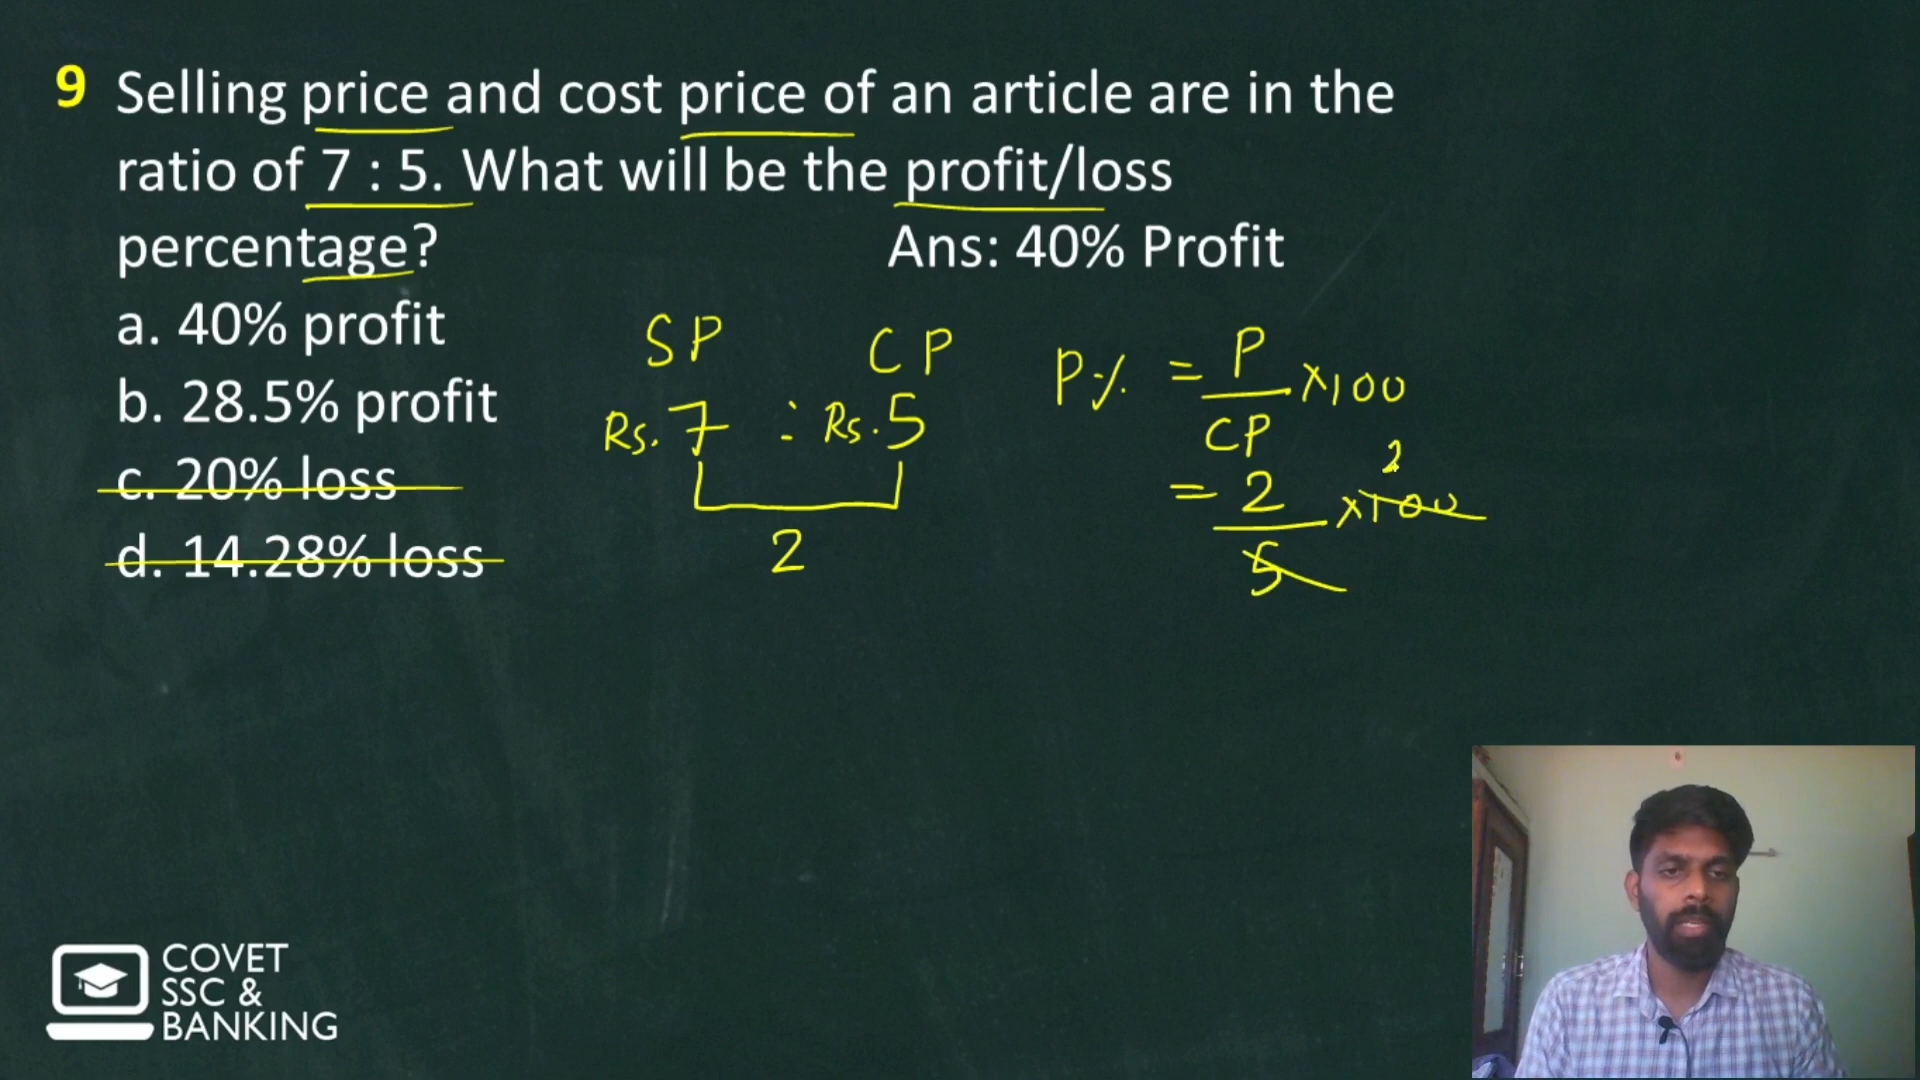 9 Selling price and cost price of an article are in the
ratio of 7 : 5. What will be the profit/loss
percentage?
Ans: 40% Profit
a. 40% profit
b. 28.5% profit
c. 20% loss
d. 14.28% loss
SP CP
Rs. 7 : Rs. 5
2
P% = P/CP ×100
= 2/5 ×100
2
COVET
SSC &
BANKING